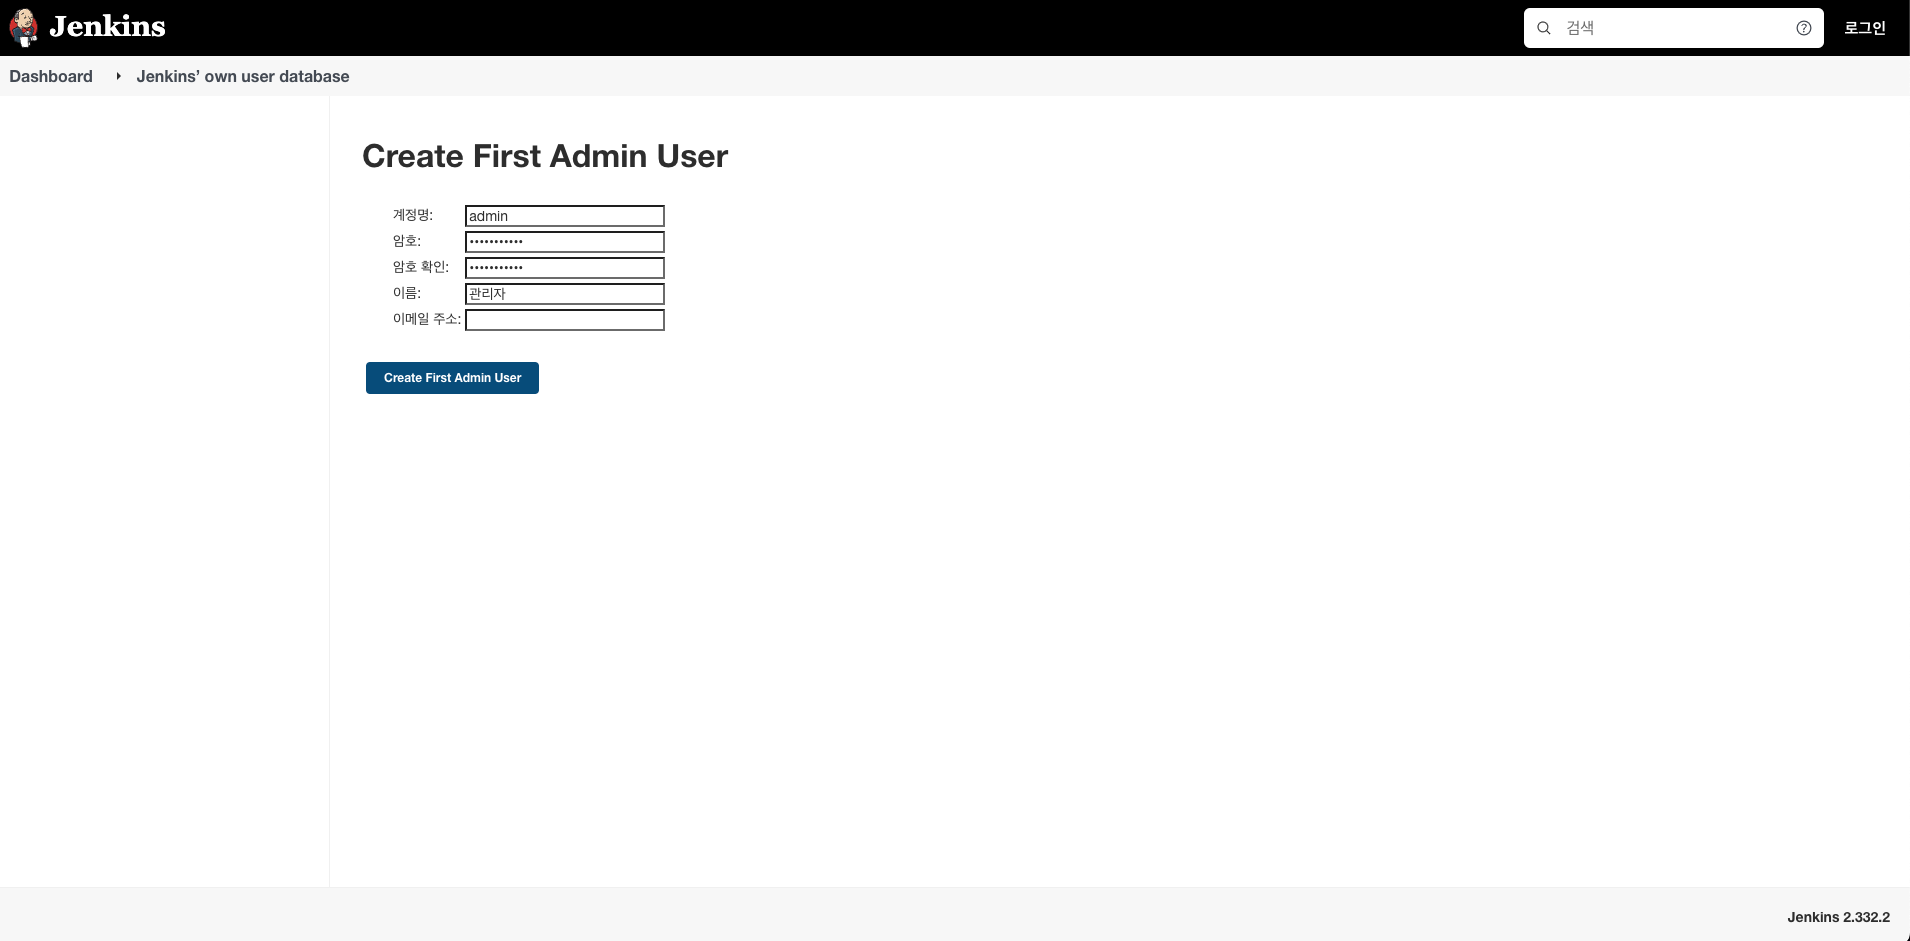 Jenkins
검색
로그인
Dashboard
Jenkins’ own user database
Create First Admin User
계정명: admin
암호: •••••••••••
암호 확인: •••••••••••
이름: 관리자
이메일 주소:
Create First Admin User
Jenkins 2.332.2